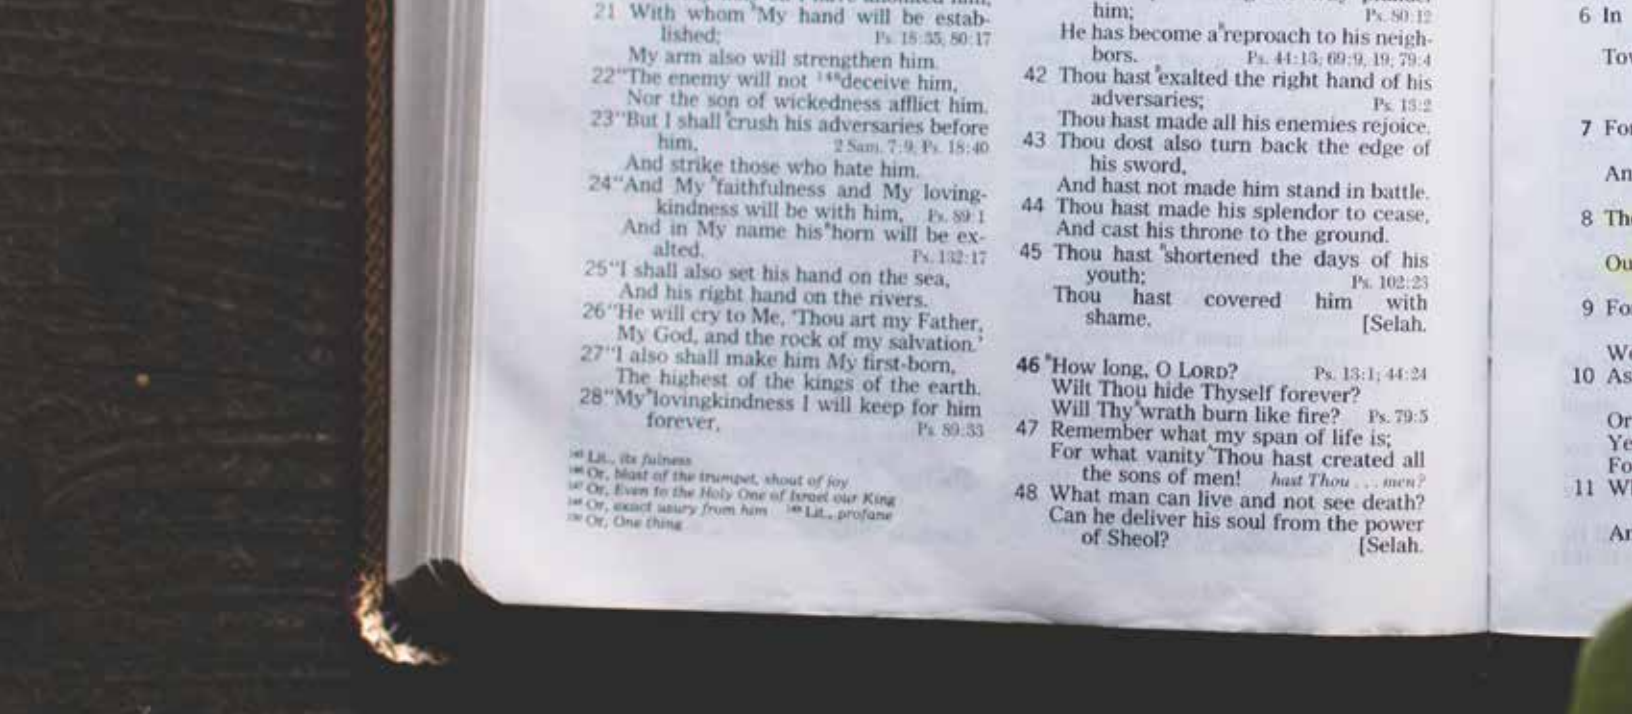 21 With whom My hand will be estab-
lished; Ps. 18:35; 80:17
My arm also will strengthen him.
22 "The enemy will not deceive him,
Nor the son of wickedness afflict him.
23 "But I shall crush his adversaries before
him, 2 Sam. 7:9; Ps. 18:40
And strike those who hate him.
24 "And My faithfulness and My loving-
kindness will be with him, Ps. 89:1
And in My name his horn will be ex-
alted. Ps. 132:17
25 "I shall also set his hand on the sea,
And his right hand on the rivers.
26 "He will cry to Me, 'Thou art my Father,
My God, and the rock of my salvation.'
27 "I also shall make him My first-born,
The highest of the kings of the earth.
28 "My lovingkindness I will keep for him
forever, Ps. 89:33
Lit., its fulness
Or, blast of the trumpet, shout of joy
Or, Even to the Holy One of Israel our King
Or, exact usury from him Lit., profane
Or, One thing
him; Ps. 80:12
He has become a reproach to his neigh-
bors. Ps. 44:13; 69:9, 19; 79:4
42 Thou hast exalted the right hand of his
adversaries; Ps. 13:2
Thou hast made all his enemies rejoice.
43 Thou dost also turn back the edge of
his sword,
And hast not made him stand in battle.
44 Thou hast made his splendor to cease,
And cast his throne to the ground.
45 Thou hast shortened the days of his
youth; Ps. 102:23
Thou hast covered him with
shame. [Selah.
46 How long, O LORD? Ps. 13:1; 44:24
Wilt Thou hide Thyself forever?
Will Thy wrath burn like fire? Ps. 79:5
47 Remember what my span of life is;
For what vanity Thou hast created all
the sons of men! hast Thou . . . men?
48 What man can live and not see death?
Can he deliver his soul from the power
of Sheol? [Selah.
6 In
7
8
9
10 As
11